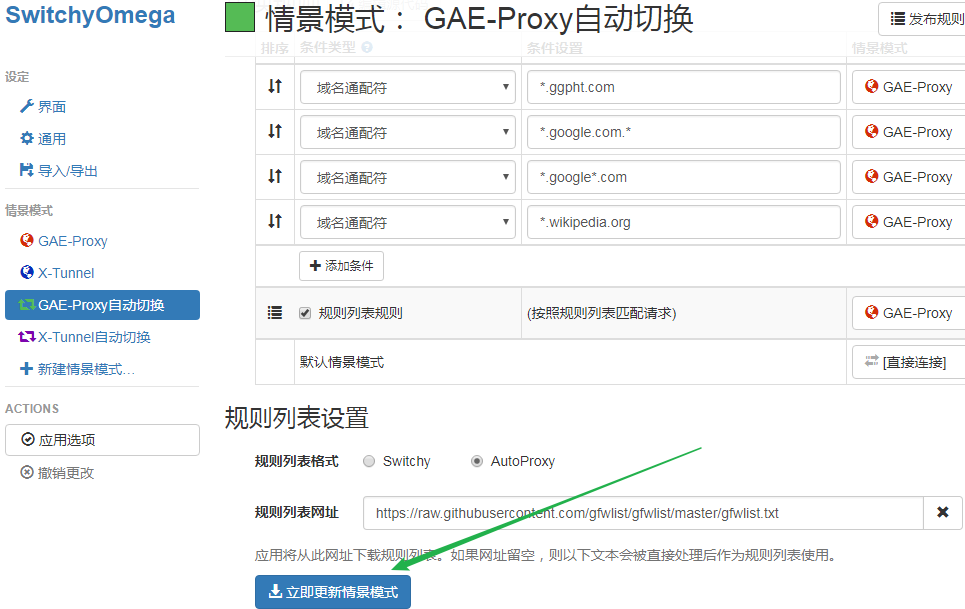 SwitchyOmega
设定
界面
通用
导入/导出
情景模式
GAE-Proxy
X-Tunnel
GAE-Proxy自动切换
X-Tunnel自动切换
新建情景模式…
ACTIONS
应用选项
撤销更改
情景模式： GAE-Proxy自动切换
发布规则
排序 条件类型 条件设置 情景模式
域名通配符 *.ggpht.com GAE-Proxy
域名通配符 *.google.com.* GAE-Proxy
域名通配符 *.google*.com GAE-Proxy
域名通配符 *.wikipedia.org GAE-Proxy
添加条件
规则列表规则 (按照规则列表匹配请求) GAE-Proxy
默认情景模式 [直接连接]
规则列表设置
规则列表格式 Switchy AutoProxy
规则列表网址 https://raw.githubusercontent.com/gfwlist/gfwlist/master/gfwlist.txt
应用将从此网址下载规则列表。如果网址留空，则以下文本会被直接处理后作为规则列表使用。
立即更新情景模式